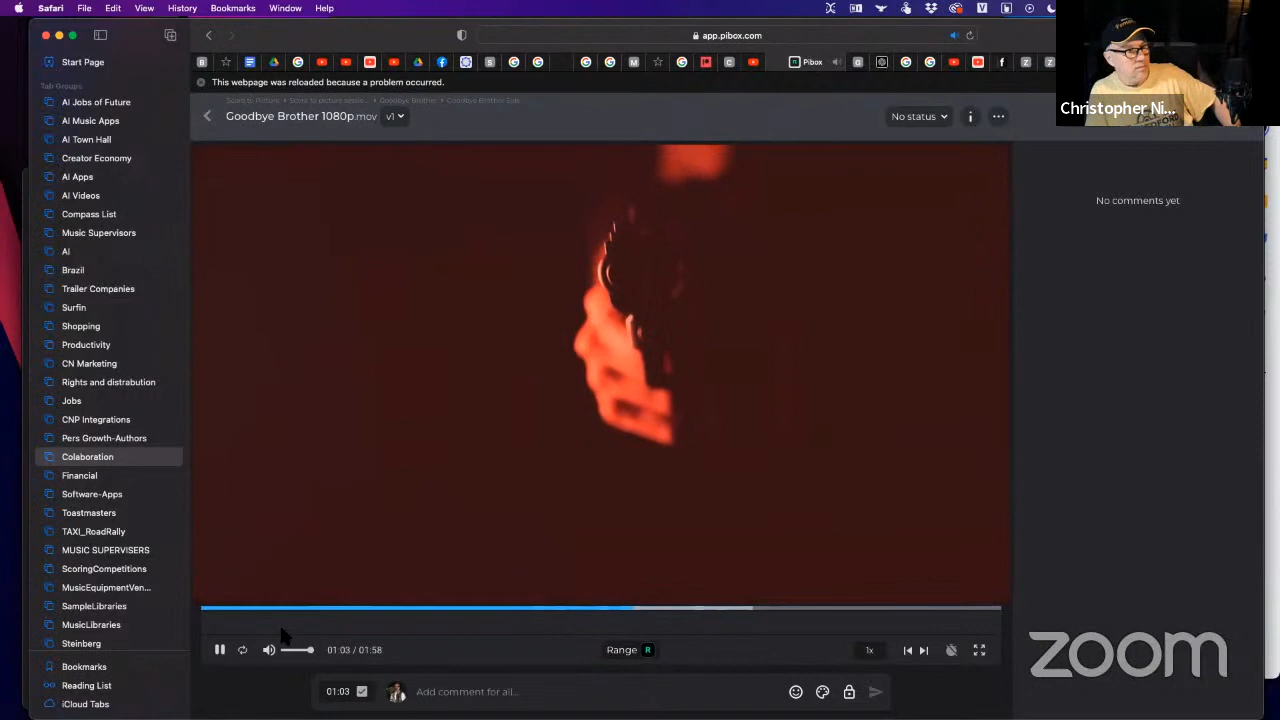 Safari File Edit View History Bookmarks Window Help
app.pibox.com
Start Page
Pibox
Tab Groups
This webpage was reloaded because a problem occurred.
Goodbye Brother 1080p.mov v1
No status
Christopher Ni...
No comments yet
AI Jobs of Future
AI Music Apps
AI Town Hall
Creator Economy
AI Apps
AI Videos
Compass List
Music Supervisors
AI
Brazil
Trailer Companies
Surfin
Shopping
Productivity
CN Marketing
Rights and distrabution
Jobs
CNP Integrations
Pers Growth-Authors
Colaboration
Financial
Software-Apps
Toastmasters
TAXI_RoadRally
MUSIC SUPERVISERS
ScoringCompetitions
MusicEquipmentVen...
SampleLibraries
MusicLibraries
Steinberg
Bookmarks
Reading List
iCloud Tabs
01:03 / 01:58
Range R
1x
01:03 Add comment for all...
zoom